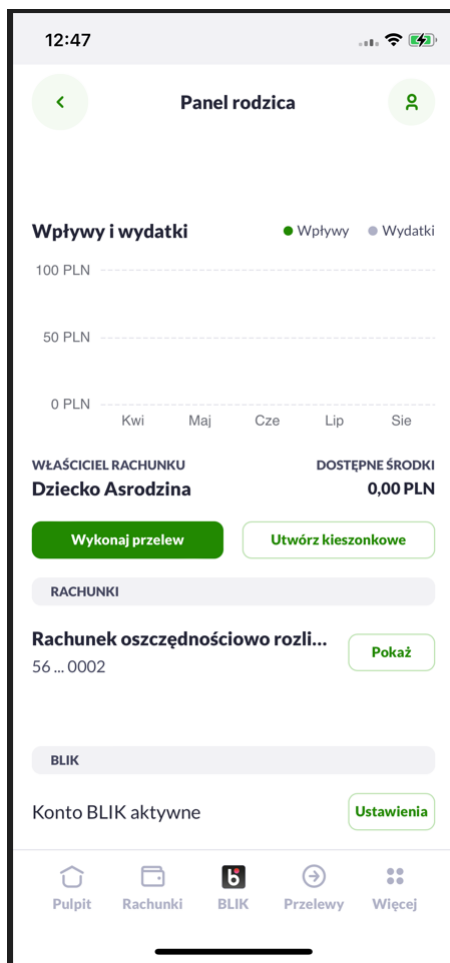 12:47
Panel rodzica
Wpływy i wydatki
Wpływy
Wydatki
100 PLN
50 PLN
0 PLN
Kwi Maj Cze Lip Sie
WŁAŚCICIEL RACHUNKU
DOSTĘPNE ŚRODKI
Dziecko Asrodzina
0,00 PLN
Wykonaj przelew
Utwórz kieszonkowe
RACHUNKI
Rachunek oszczędnościowo rozli...
56 ... 0002
Pokaż
BLIK
Konto BLIK aktywne
Ustawienia
Pulpit Rachunki BLIK Przelewy Więcej